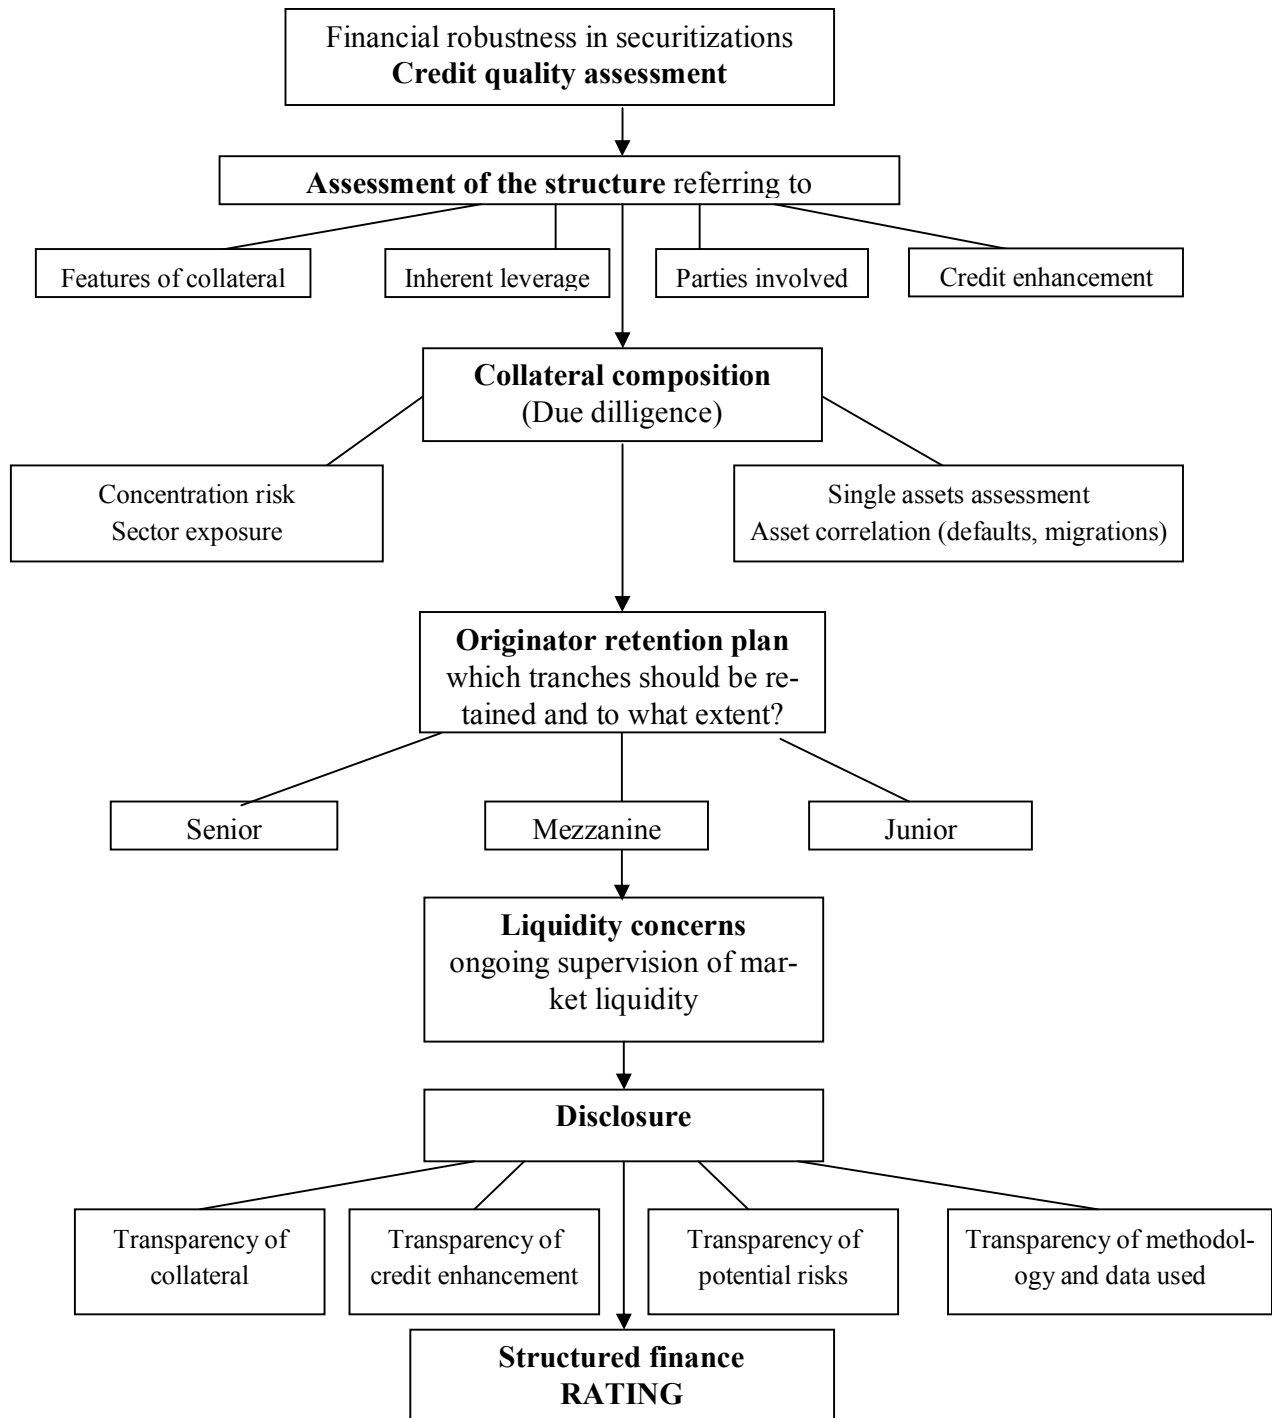 Financial robustness in securitizations
Credit quality assessment
Assessment of the structure referring to
Features of collateral
Inherent leverage
Parties involved
Credit enhancement
Collateral composition
(Due dilligence)
Concentration risk
Sector exposure
Single assets assessment
Asset correlation (defaults, migrations)
Originator retention plan
which tranches should be re-
tained and to what extent?
Senior
Mezzanine
Junior
Liquidity concerns
ongoing supervision of mar-
ket liquidity
Disclosure
Transparency of
collateral
Transparency of
credit enhancement
Transparency of
potential risks
Transparency of methodol-
ogy and data used
Structured finance
RATING